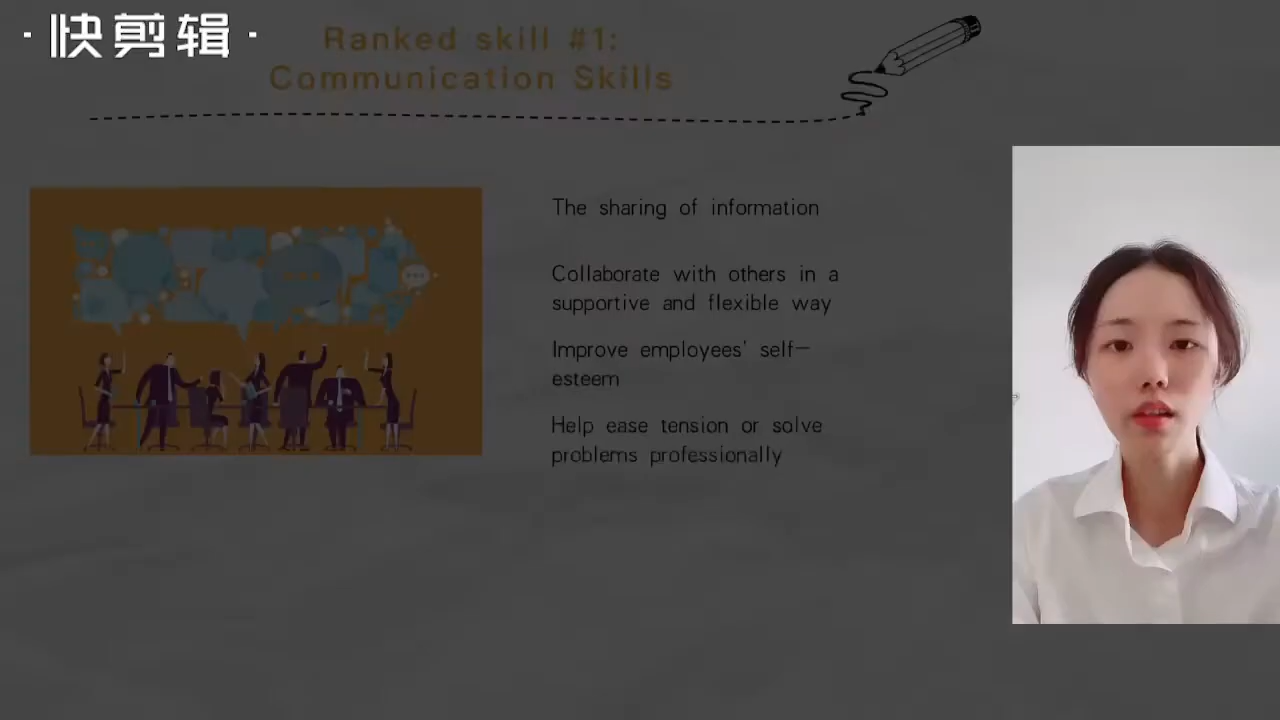 ·快剪辑·
Ranked skill #1:
Communication Skills
The sharing of information
Collaborate with others in a
supportive and flexible way
Improve employees' self-
esteem
Help ease tension or solve
problems professionally